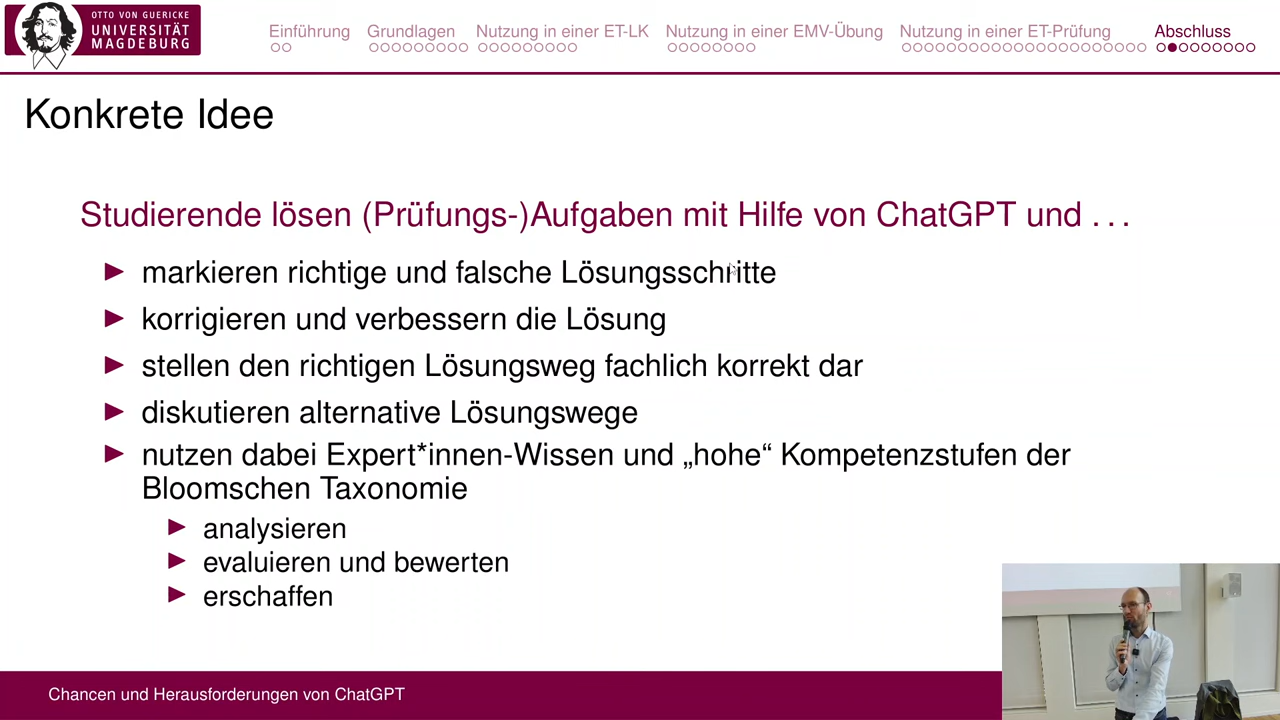 OTTO VON GUERICKE
UNIVERSITÄT
MAGDEBURG
Einführung
Grundlagen
Nutzung in einer ET-LK
Nutzung in einer EMV-Übung
Nutzung in einer ET-Prüfung
Abschluss
Konkrete Idee
Studierende lösen (Prüfungs-)Aufgaben mit Hilfe von ChatGPT und . . .
markieren richtige und falsche Lösungsschritte
korrigieren und verbessern die Lösung
stellen den richtigen Lösungsweg fachlich korrekt dar
diskutieren alternative Lösungswege
nutzen dabei Expert*innen-Wissen und „hohe“ Kompetenzstufen der
Bloomschen Taxonomie
analysieren
evaluieren und bewerten
erschaffen
Chancen und Herausforderungen von ChatGPT